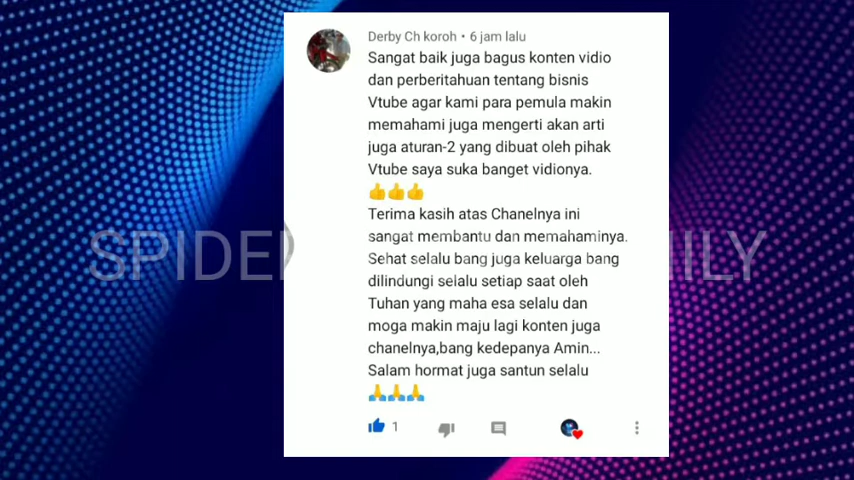 Derby Ch koroh • 6 jam lalu
Sangat baik juga bagus konten vidio
dan perberitahuan tentang bisnis
Vtube agar kami para pemula makin
memahami juga mengerti akan arti
juga aturan-2 yang dibuat oleh pihak
Vtube saya suka banget vidionya.
👍👍👍
Terima kasih atas Chanelnya ini
sangat membantu dan memahaminya.
Sehat selalu bang juga keluarga bang
dilindungi selalu setiap saat oleh
Tuhan yang maha esa selalu dan
moga makin maju lagi konten juga
chanelnya,bang kedepanya Amin...
Salam hormat juga santun selalu
🙏🙏🙏
1